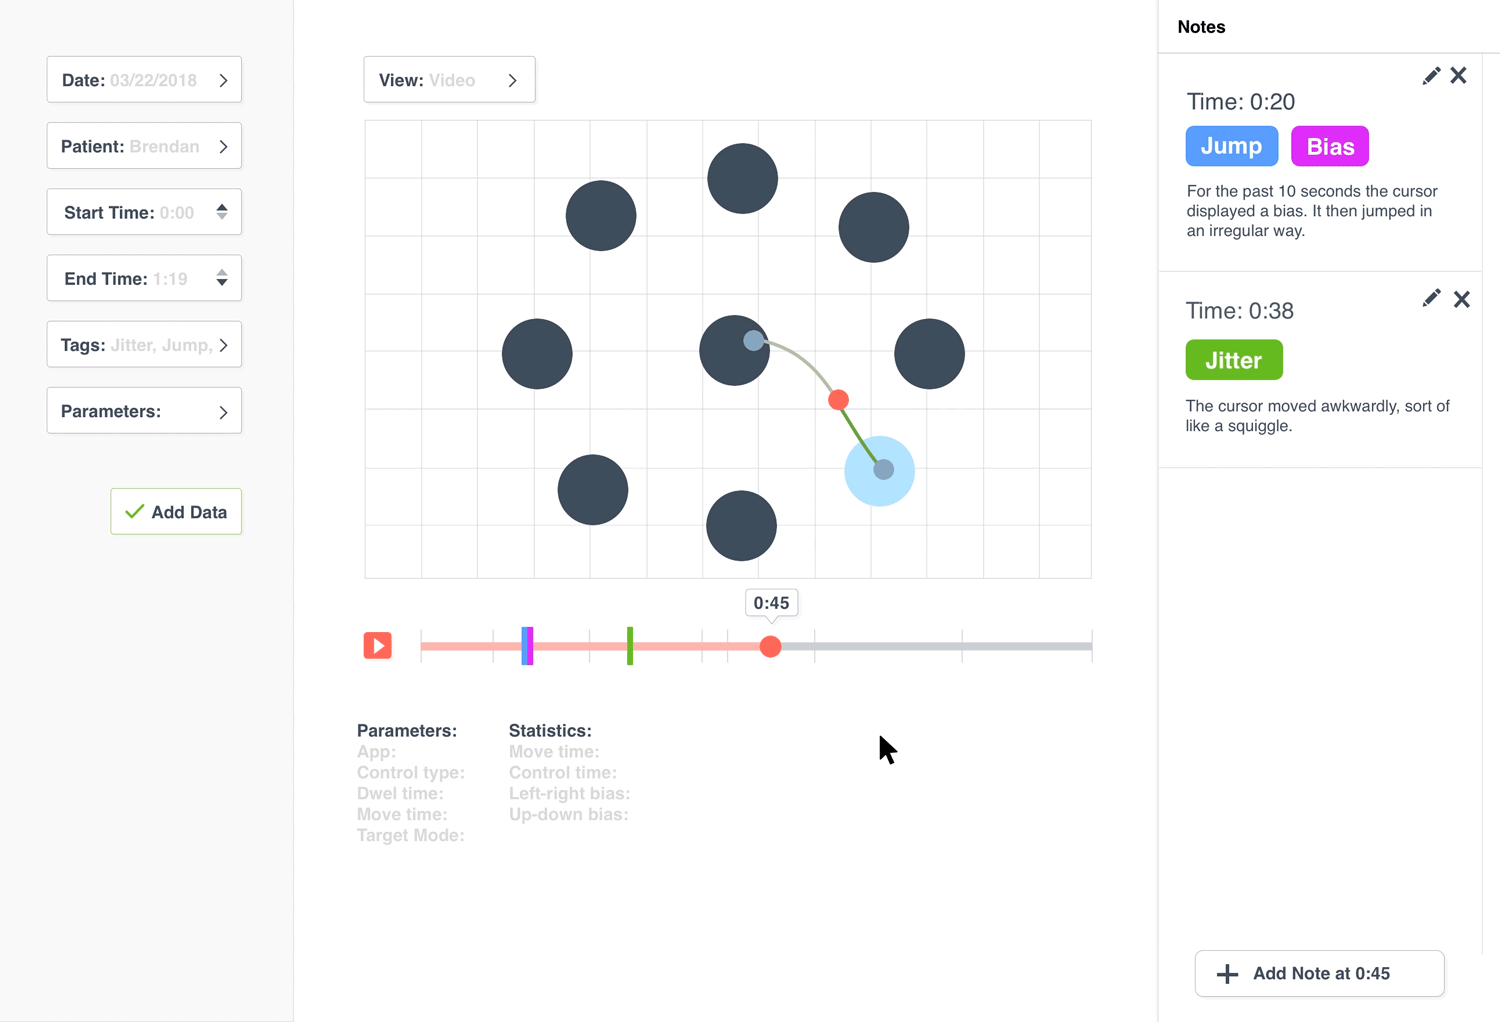 Date: 03/22/2018
Patient: Brendan
Start Time: 0:00
End Time: 1:19
Tags: Jitter, Jump,
Parameters:
Add Data
View: Video
0:45
Parameters:
App:
Control type:
Dwel time:
Move time:
Target Mode:
Statistics:
Move time:
Control time:
Left-right bias:
Up-down bias:
Notes
Time: 0:20
Jump Bias
For the past 10 seconds the cursor
displayed a bias. It then jumped in
an irregular way.
Time: 0:38
Jitter
The cursor moved awkwardly, sort of
like a squiggle.
Add Note at 0:45